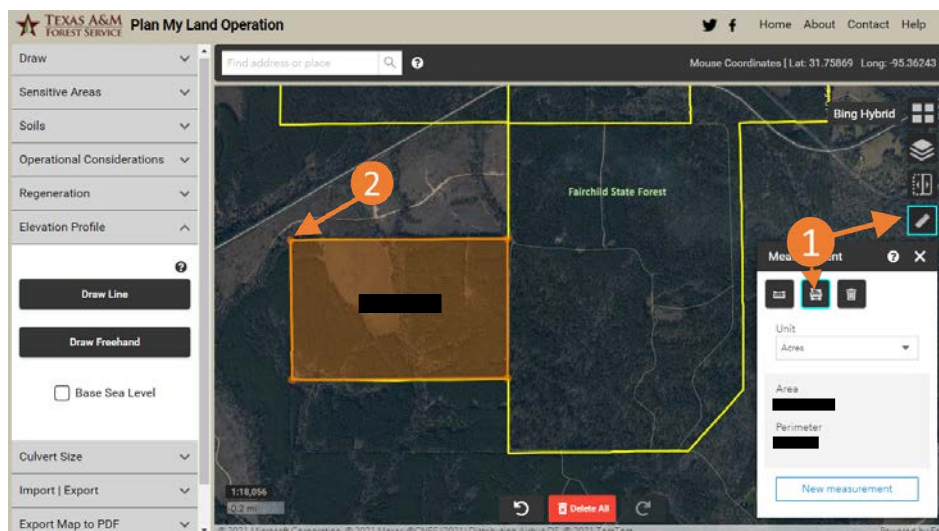 TEXAS A&M
FOREST SERVICE
Plan My Land Operation
Home About Contact Help
Draw
Sensitive Areas
Soils
Operational Considerations
Regeneration
Elevation Profile
Draw Line
Draw Freehand
Base Sea Level
Culvert Size
Import | Export
Export Map to PDF
Find address or place
Mouse Coordinates | Lat: 31.75869 Long: -95.36243
Bing Hybrid
Fairchild State Forest
2
1
Measurement
Unit
Acres
Area
Perimeter
New measurement
1:18,056
0.2 mi
Delete All